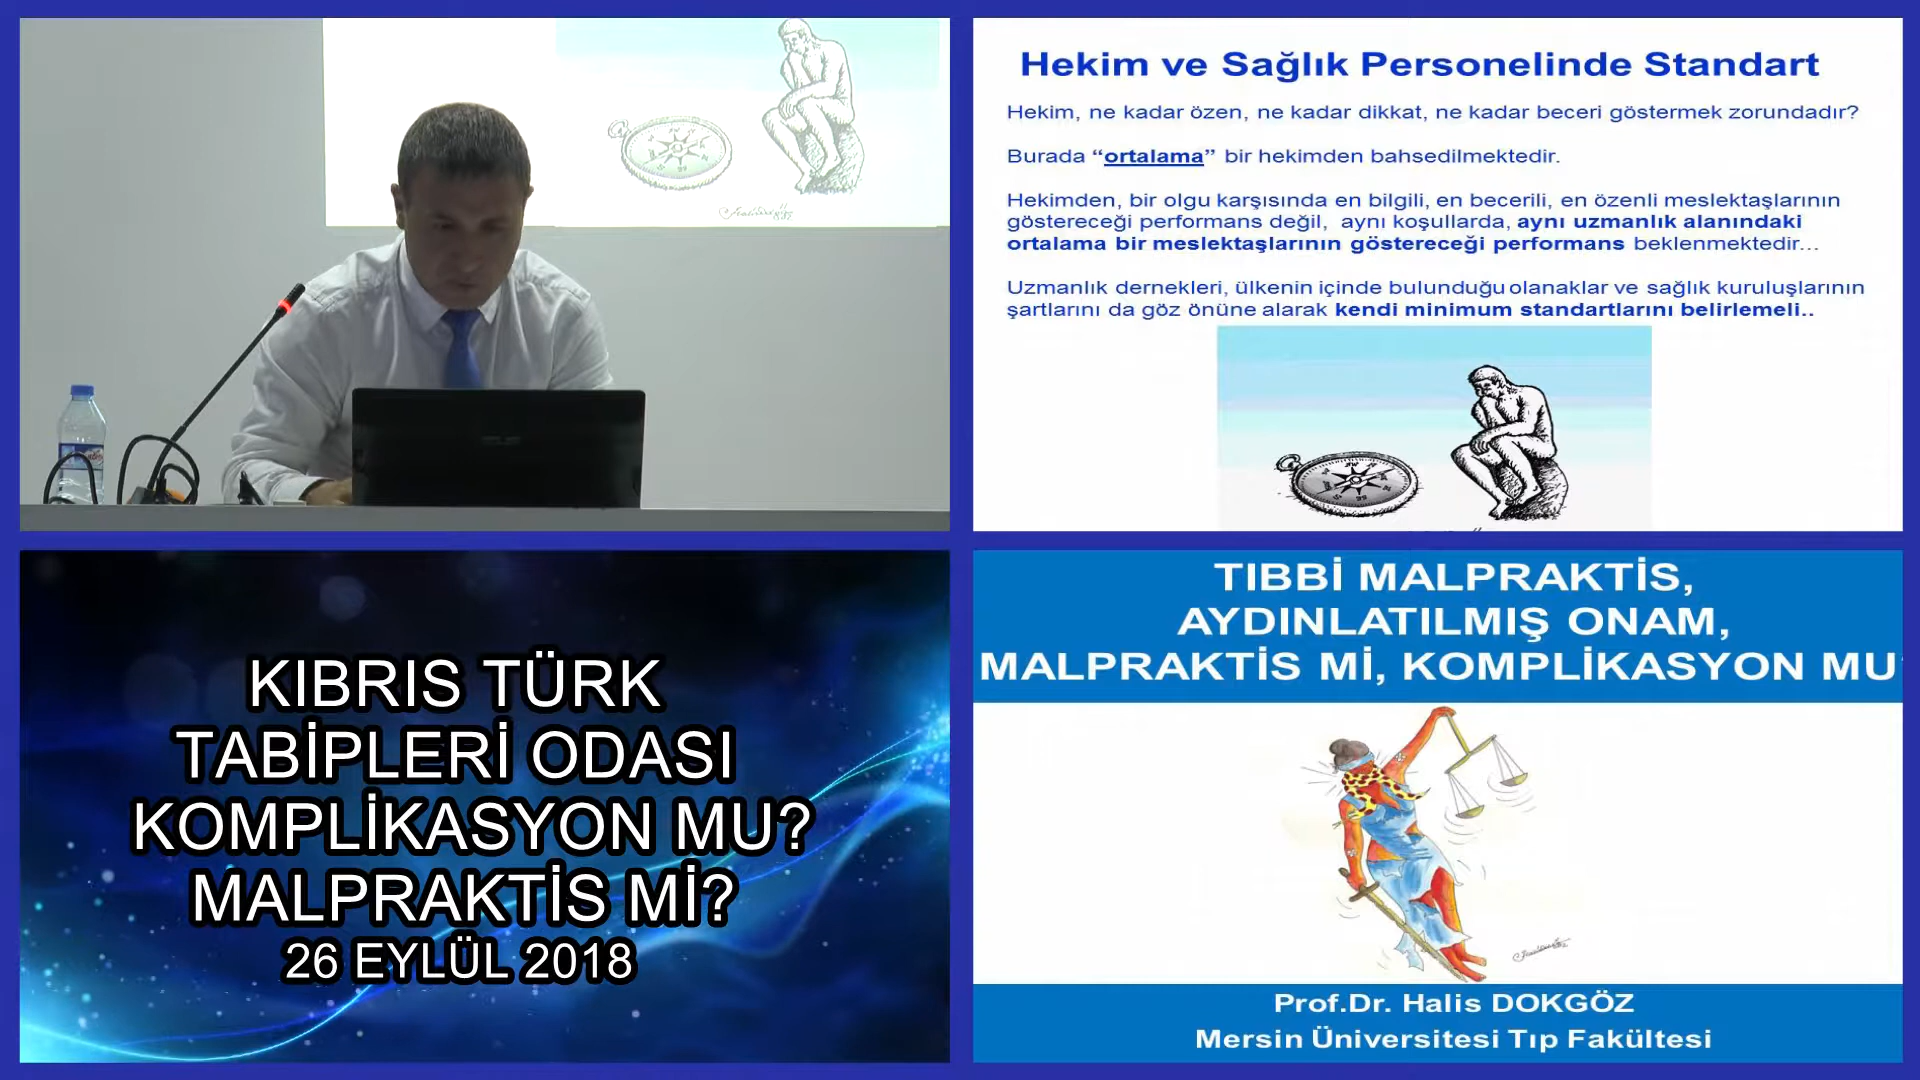 Hekim ve Sağlık Personelinde Standart
Hekim, ne kadar özen, ne kadar dikkat, ne kadar beceri göstermek zorundadır?
Burada “ortalama” bir hekimden bahsedilmektedir.
Hekimden, bir olgu karşısında en bilgili, en becerili, en özenli meslektaşlarının
göstereceği performans değil, aynı koşullarda, aynı uzmanlık alanındaki
ortalama bir meslektaşlarının göstereceği performans beklenmektedir...
Uzmanlık dernekleri, ülkenin içinde bulunduğu olanaklar ve sağlık kuruluşlarının
şartlarını da göz önüne alarak kendi minimum standartlarını belirlemeli..
KIBRIS TÜRK
TABİPLERİ ODASI
KOMPLİKASYON MU?
MALPRAKTİS Mİ?
26 EYLÜL 2018
TIBBİ MALPRAKTİS,
AYDINLATILMIŞ ONAM,
MALPRAKTİS Mİ, KOMPLİKASYON MU
Prof.Dr. Halis DOKGÖZ
Mersin Üniversitesi Tıp Fakültesi